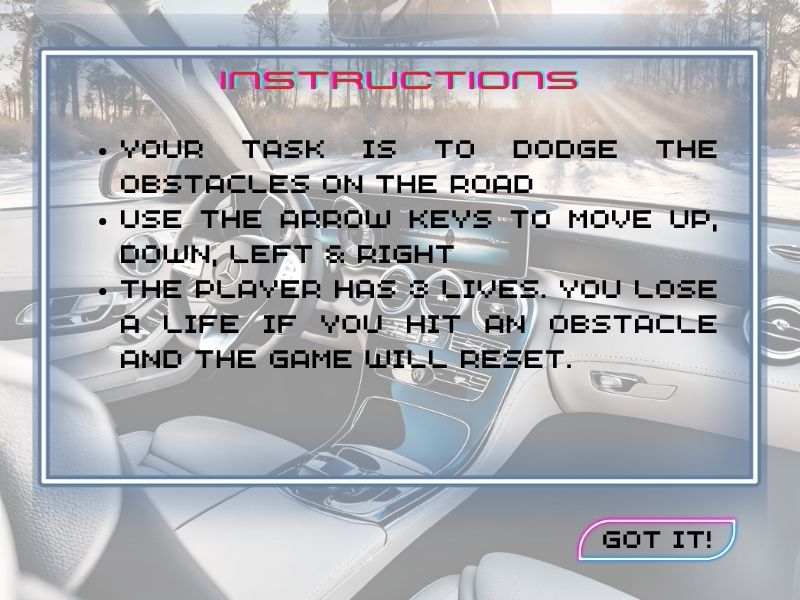 INSTRUCTIONS
• YOUR TASK IS TO DODGE THE
OBSTACLES ON THE ROAD
• USE THE ARROW KEYS TO MOVE UP,
DOWN, LEFT & RIGHT
• THE PLAYER HAS 3 LIVES. YOU LOSE
A LIFE IF YOU HIT AN OBSTACLE
AND THE GAME WILL RESET.
GOT IT!